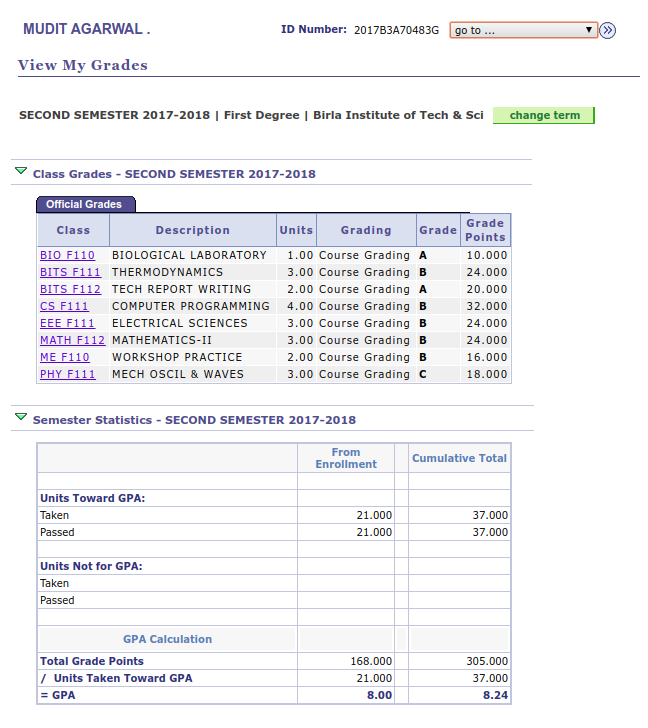 MUDIT AGARWAL .
ID Number: 2017B3A70483G go to ...
View My Grades
SECOND SEMESTER 2017-2018 | First Degree | Birla Institute of Tech & Sci change term
Class Grades - SECOND SEMESTER 2017-2018
Official Grades
Class Description Units Grading Grade Grade Points
BIO F110 BIOLOGICAL LABORATORY 1.00 Course Grading A 10.000
BITS F111 THERMODYNAMICS 3.00 Course Grading B 24.000
BITS F112 TECH REPORT WRITING 2.00 Course Grading A 20.000
CS F111 COMPUTER PROGRAMMING 4.00 Course Grading B 32.000
EEE F111 ELECTRICAL SCIENCES 3.00 Course Grading B 24.000
MATH F112 MATHEMATICS-II 3.00 Course Grading B 24.000
ME F110 WORKSHOP PRACTICE 2.00 Course Grading B 16.000
PHY F111 MECH OSCIL & WAVES 3.00 Course Grading C 18.000
Semester Statistics - SECOND SEMESTER 2017-2018
From Enrollment Cumulative Total
Units Toward GPA:
Taken 21.000 37.000
Passed 21.000 37.000
Units Not for GPA:
Taken
Passed
GPA Calculation
Total Grade Points 168.000 305.000
/ Units Taken Toward GPA 21.000 37.000
= GPA 8.00 8.24